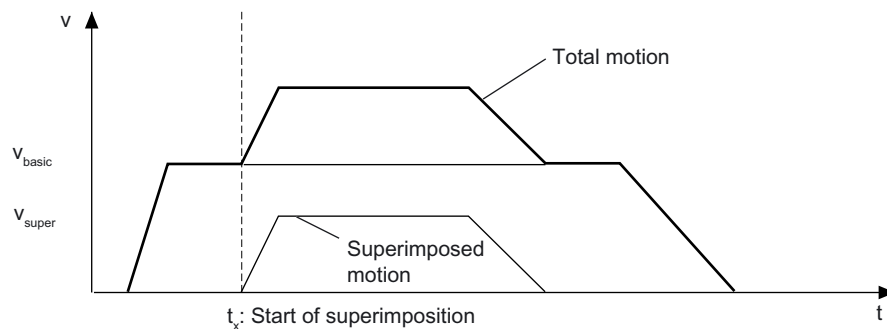 v
Total motion
v_basic
v_super
Superimposed
motion
t
t_x: Start of superimposition